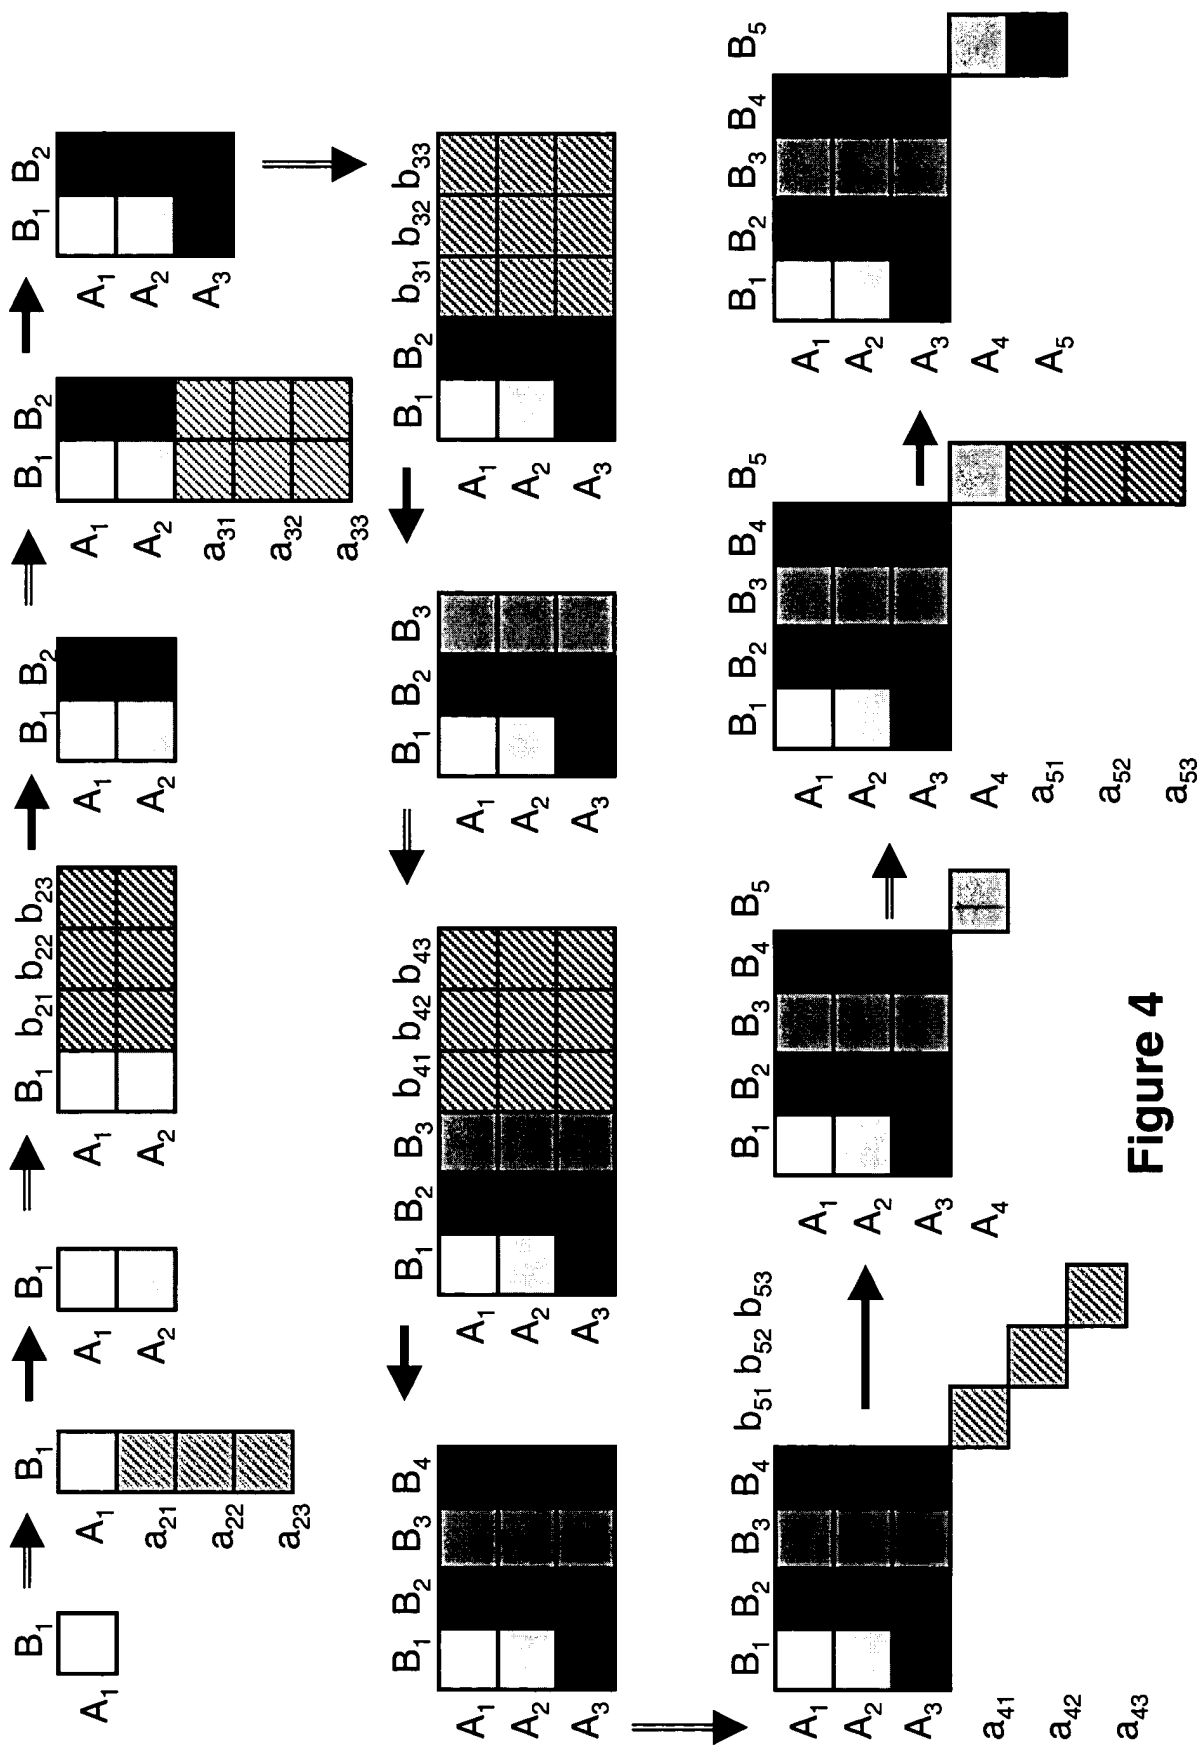 B₁
A₁
B₁
A₁
a₂₁
a₂₂
a₂₃
B₁
A₁
A₂
B₁ b₂₁ b₂₂ b₂₃
A₁
A₂
B₁ B₂
A₁
A₂
B₁ B₂
A₁
A₂
a₃₁
a₃₂
a₃₃
B₁ B₂
A₁
A₂
A₃
B₁ B₂ b₃₁ b₃₂ b₃₃
A₁
A₂
A₃
B₁ B₂ B₃
A₁
A₂
A₃
B₁ B₂ B₃ b₄₁ b₄₂ b₄₃
A₁
A₂
A₃
B₁ B₂ B₃ B₄
A₁
A₂
A₃
B₁ B₂ B₃ B₄ b₅₁ b₅₂ b₅₃
A₁
A₂
A₃
a₄₁
a₄₂
a₄₃
B₁ B₂ B₃ B₄ B₅
A₁
A₂
A₃
A₄
B₁ B₂ B₃ B₄ B₅
A₁
A₂
A₃
A₄
a₅₁
a₅₂
a₅₃
B₁ B₂ B₃ B₄ B₅
A₁
A₂
A₃
A₄
A₅
Figure 4